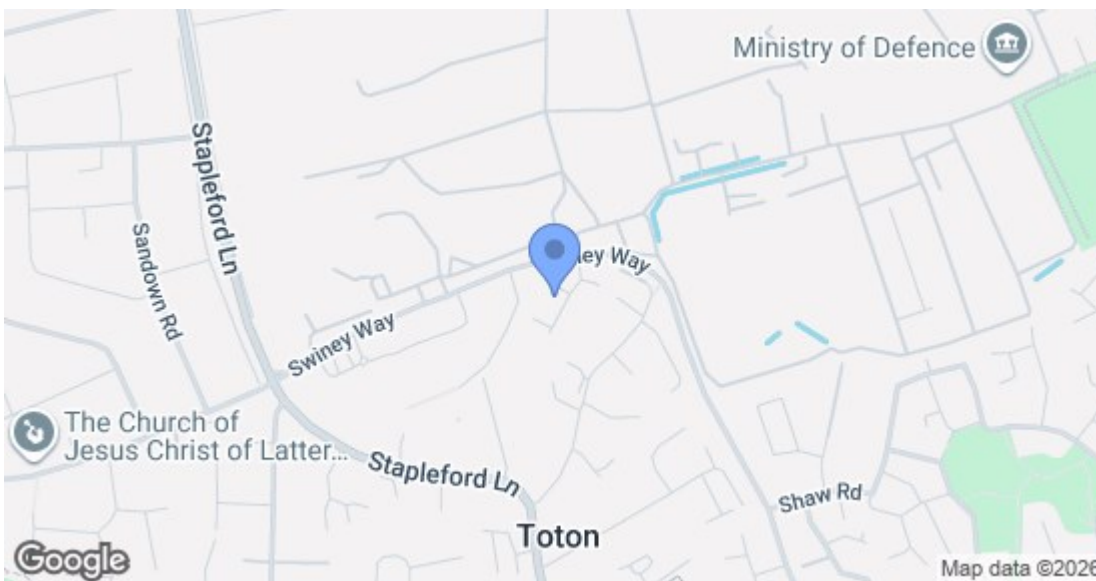 Ministry of Defence
Stapleford Ln
Sandown Rd
ley Way
Swiney Way
The Church of
Jesus Christ of Latter...
Stapleford Ln
Shaw Rd
Toton
Google
Map data ©2026